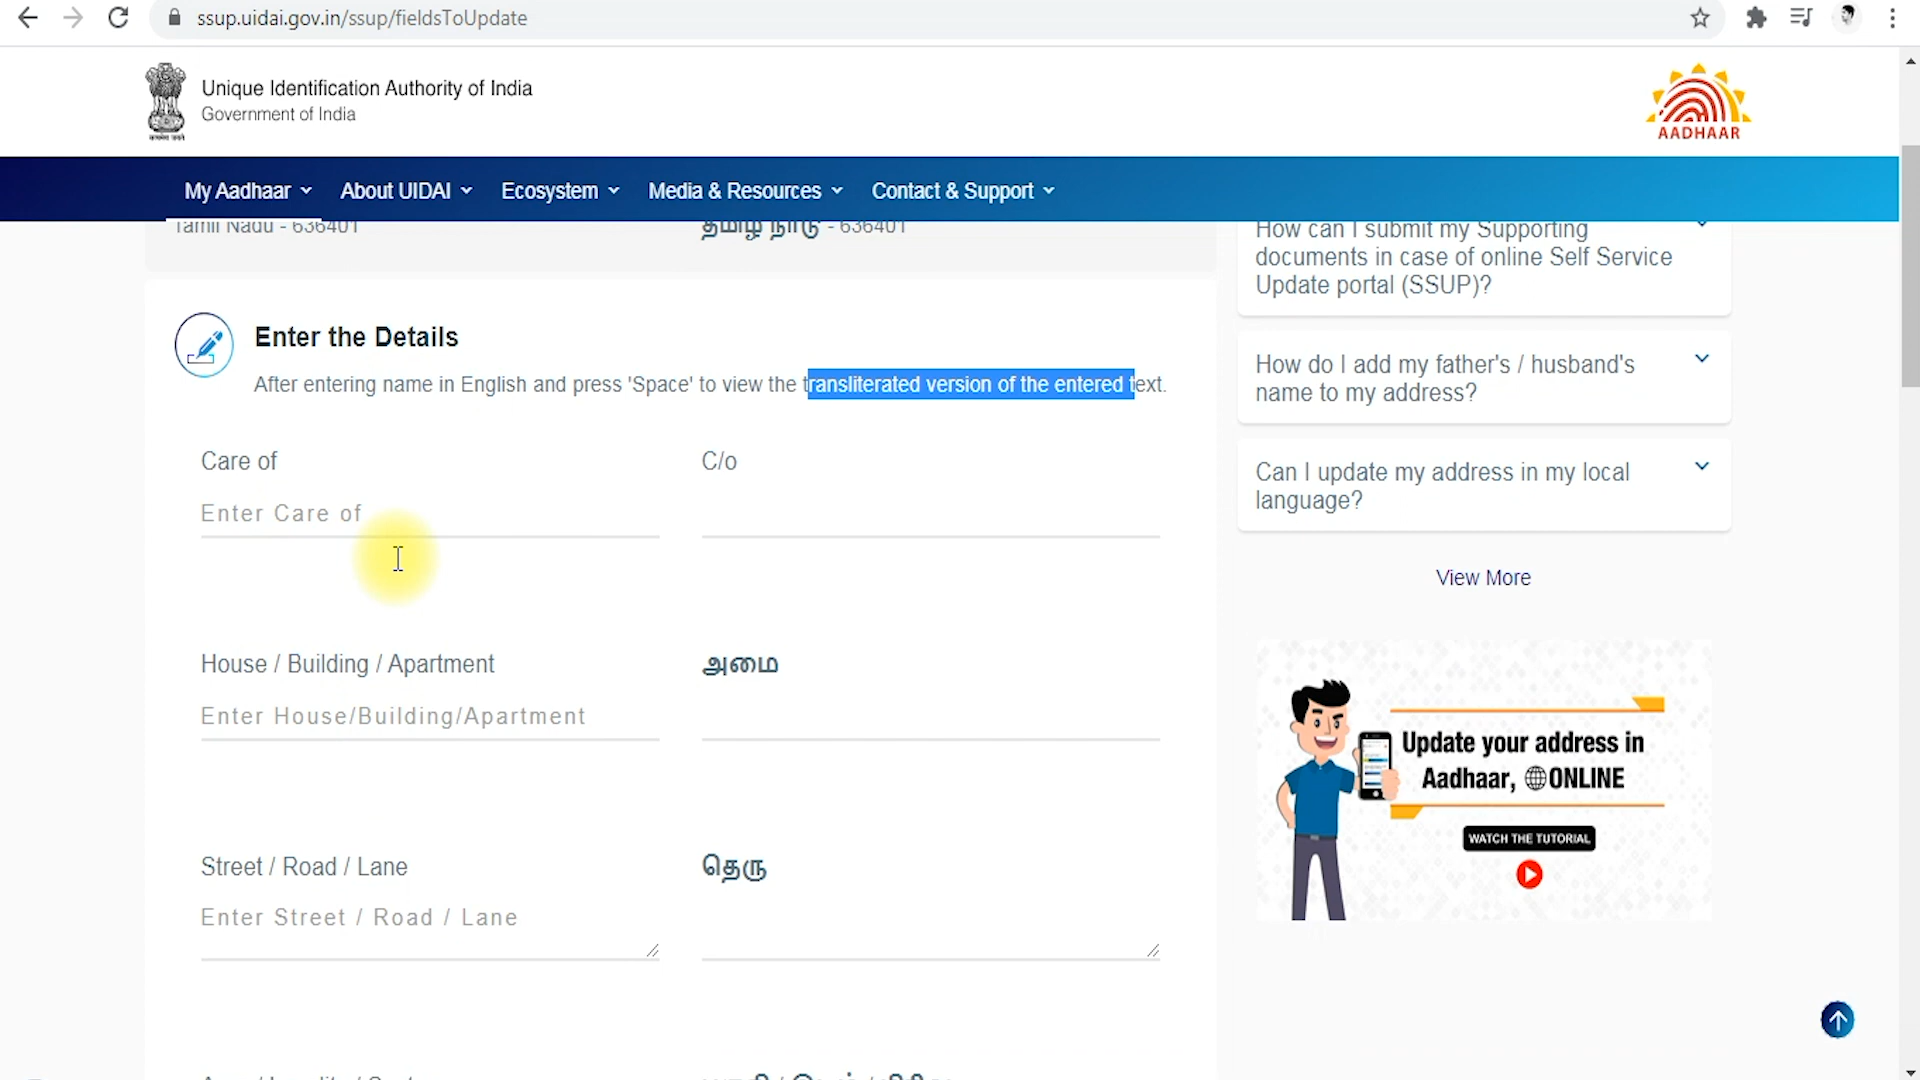 ssup.uidai.gov.in/ssup/fieldsToUpdate
Unique Identification Authority of India
Government of India
AADHAAR
My Aadhaar
About UIDAI
Ecosystem
Media & Resources
Contact & Support
Tamil Nadu - 636401
தமிழ் நாடு - 636401
Enter the Details
After entering name in English and press 'Space' to view the transliterated version of the entered text.
Care of
C/o
Enter Care of
House / Building / Apartment
அமை
Enter House/Building/Apartment
Street / Road / Lane
தெரு
Enter Street / Road / Lane
How can I submit my Supporting
documents in case of online Self Service
Update portal (SSUP)?
How do I add my father's / husband's
name to my address?
Can I update my address in my local
language?
View More
Update your address in
Aadhaar, ONLINE
WATCH THE TUTORIAL